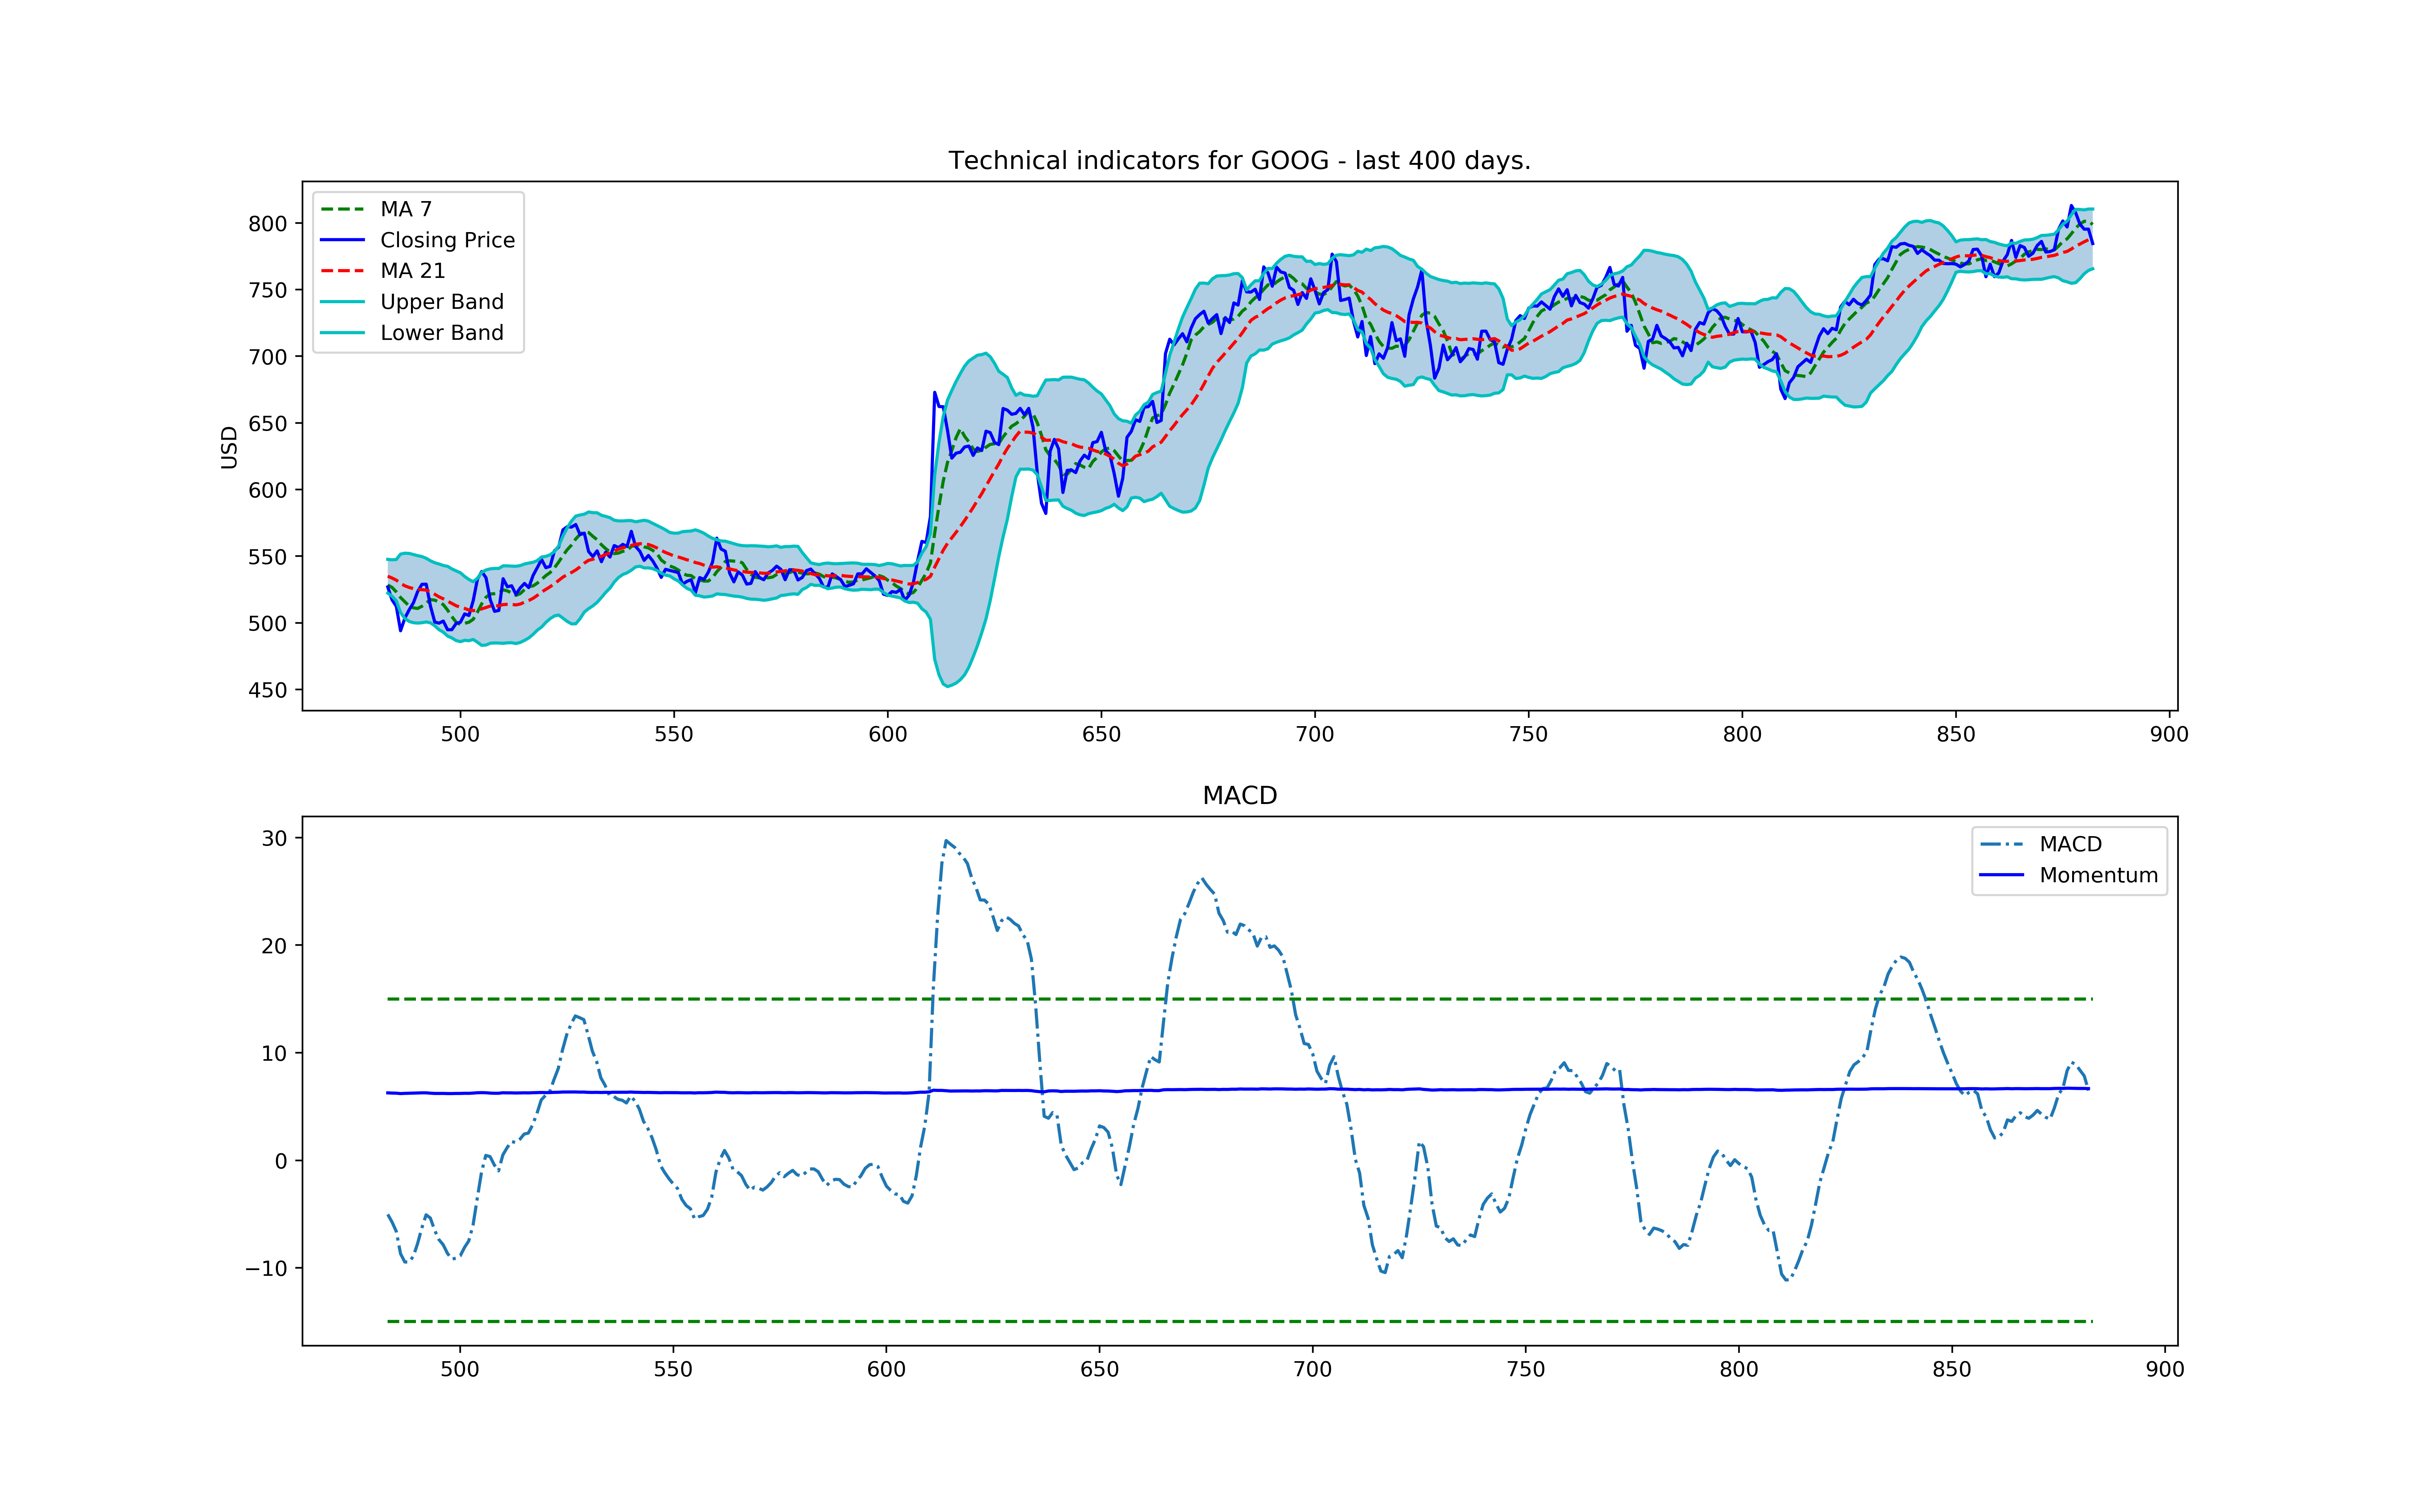 Technical indicators for GOOG - last 400 days.
MA 7
Closing Price
MA 21
Upper Band
Lower Band
USD
800
750
700
650
600
550
500
450
500 550 600 650 700 750 800 850 900
MACD
MACD
Momentum
30
20
10
0
−10
500 550 600 650 700 750 800 850 900